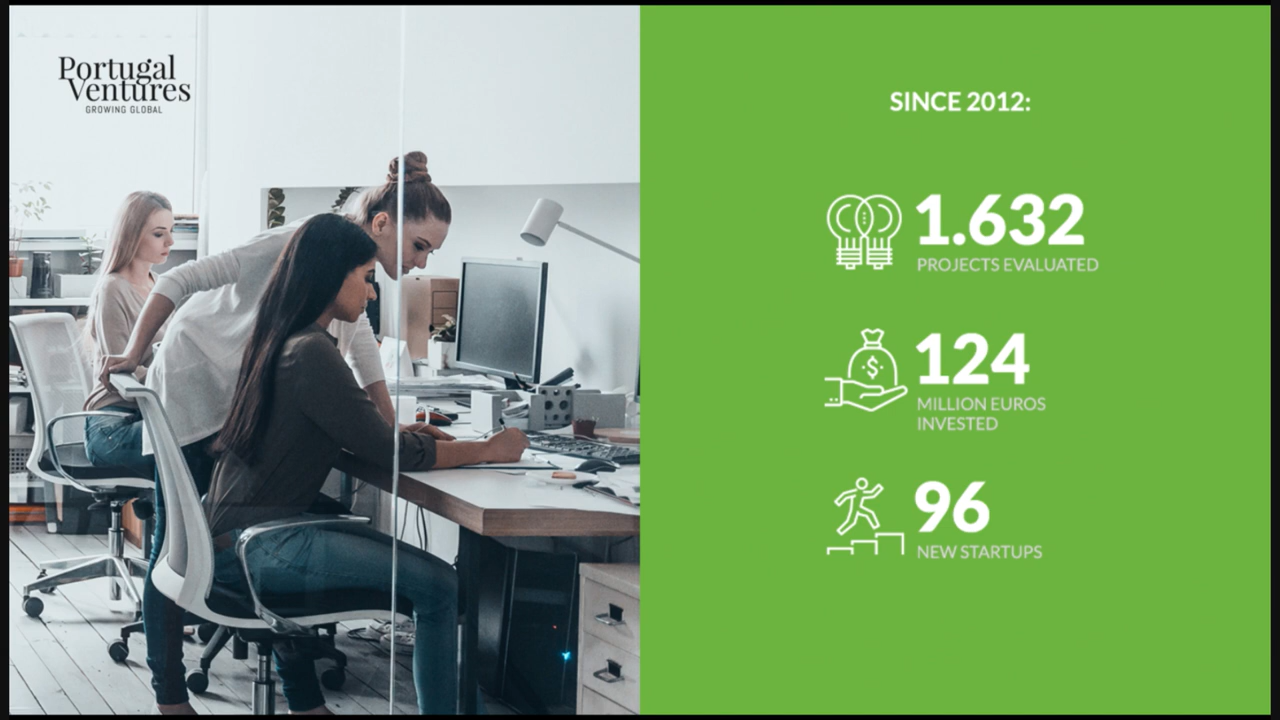 Portugal
Ventures
GROWING GLOBAL
SINCE 2012:
1.632
PROJECTS EVALUATED
124
MILLION EUROS
INVESTED
96
NEW STARTUPS